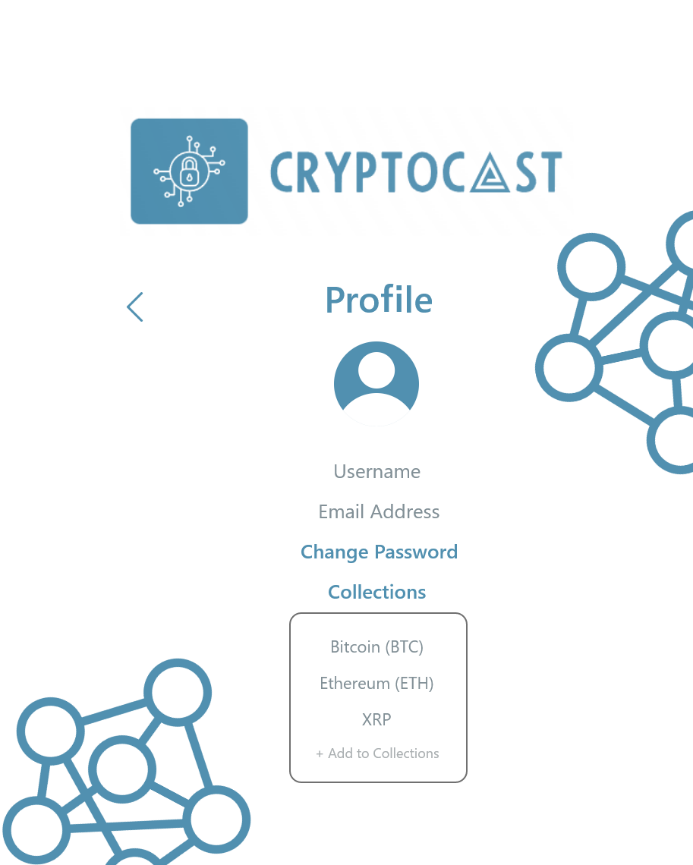 CRYPTOCAST
Profile
Username
Email Address
Change Password
Collections
Bitcoin (BTC)
Ethereum (ETH)
XRP
+ Add to Collections